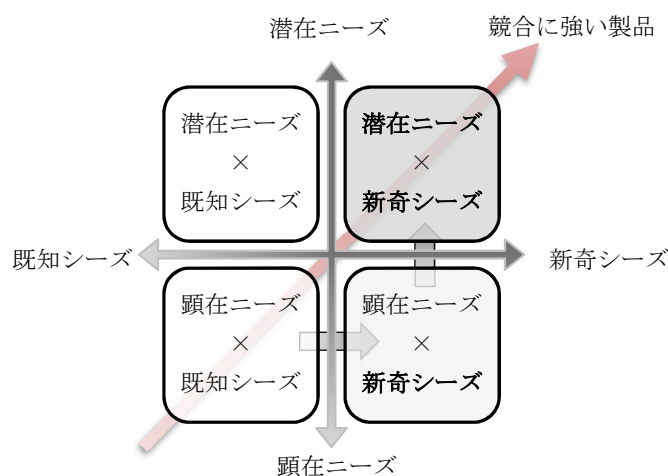 潜在ニーズ
競合に強い製品
潜在ニーズ
×
既知シーズ
潜在ニーズ
×
新奇シーズ
既知シーズ
新奇シーズ
顕在ニーズ
×
既知シーズ
顕在ニーズ
×
新奇シーズ
顕在ニーズ